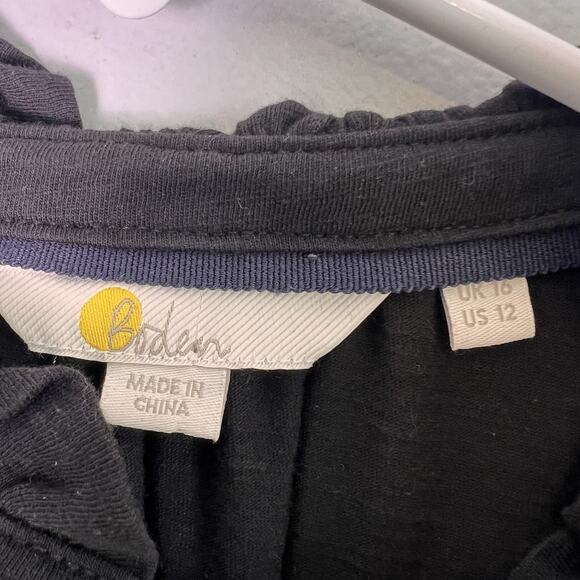 Boden
MADE IN
CHINA
UK 16
US 12